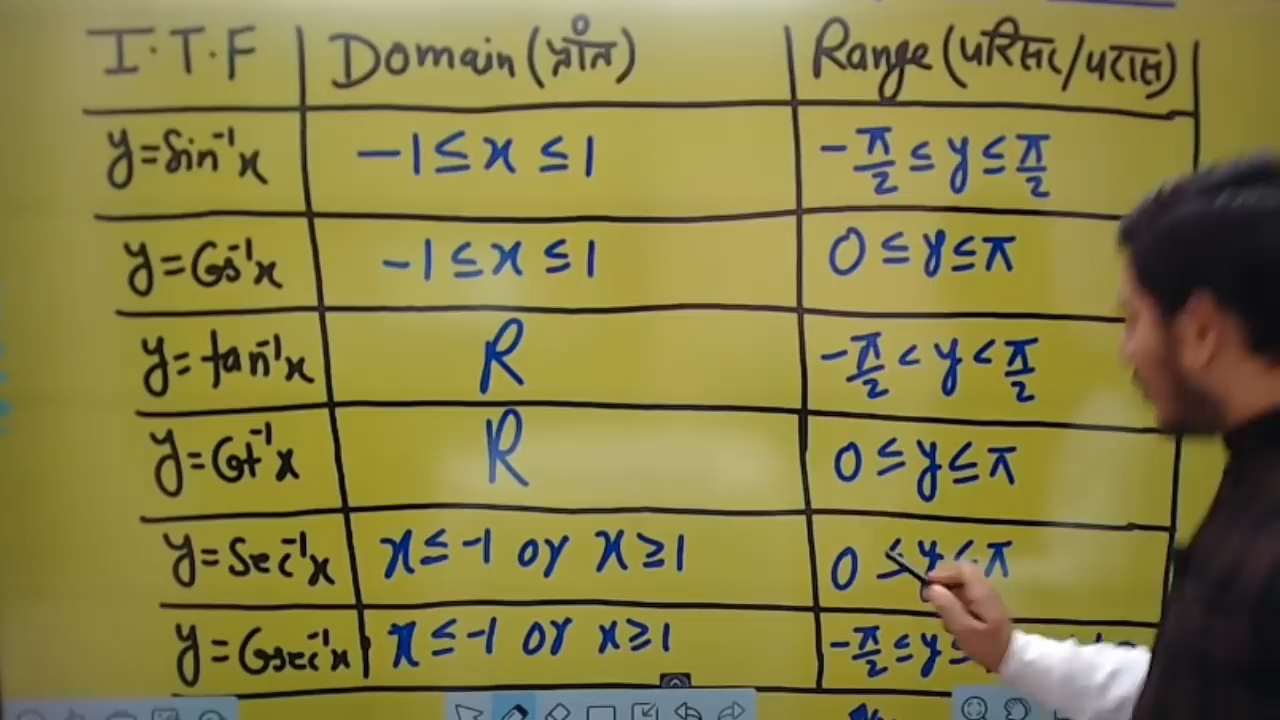 I.T.F Domain (प्रांत) Range (परिसर/परास)
y=Sin⁻¹x -1≤x≤1 -π/2≤y≤π/2
y=Cos⁻¹x -1≤x≤1 0≤y≤π
y=tan⁻¹x R -π/2<y<π/2
y=Cot⁻¹x R 0≤y≤π
y=Sec⁻¹x x≤-1 or x≥1 0≤y≤π
y=Cosec⁻¹x x≤-1 or x≥1 -π/2≤y≤